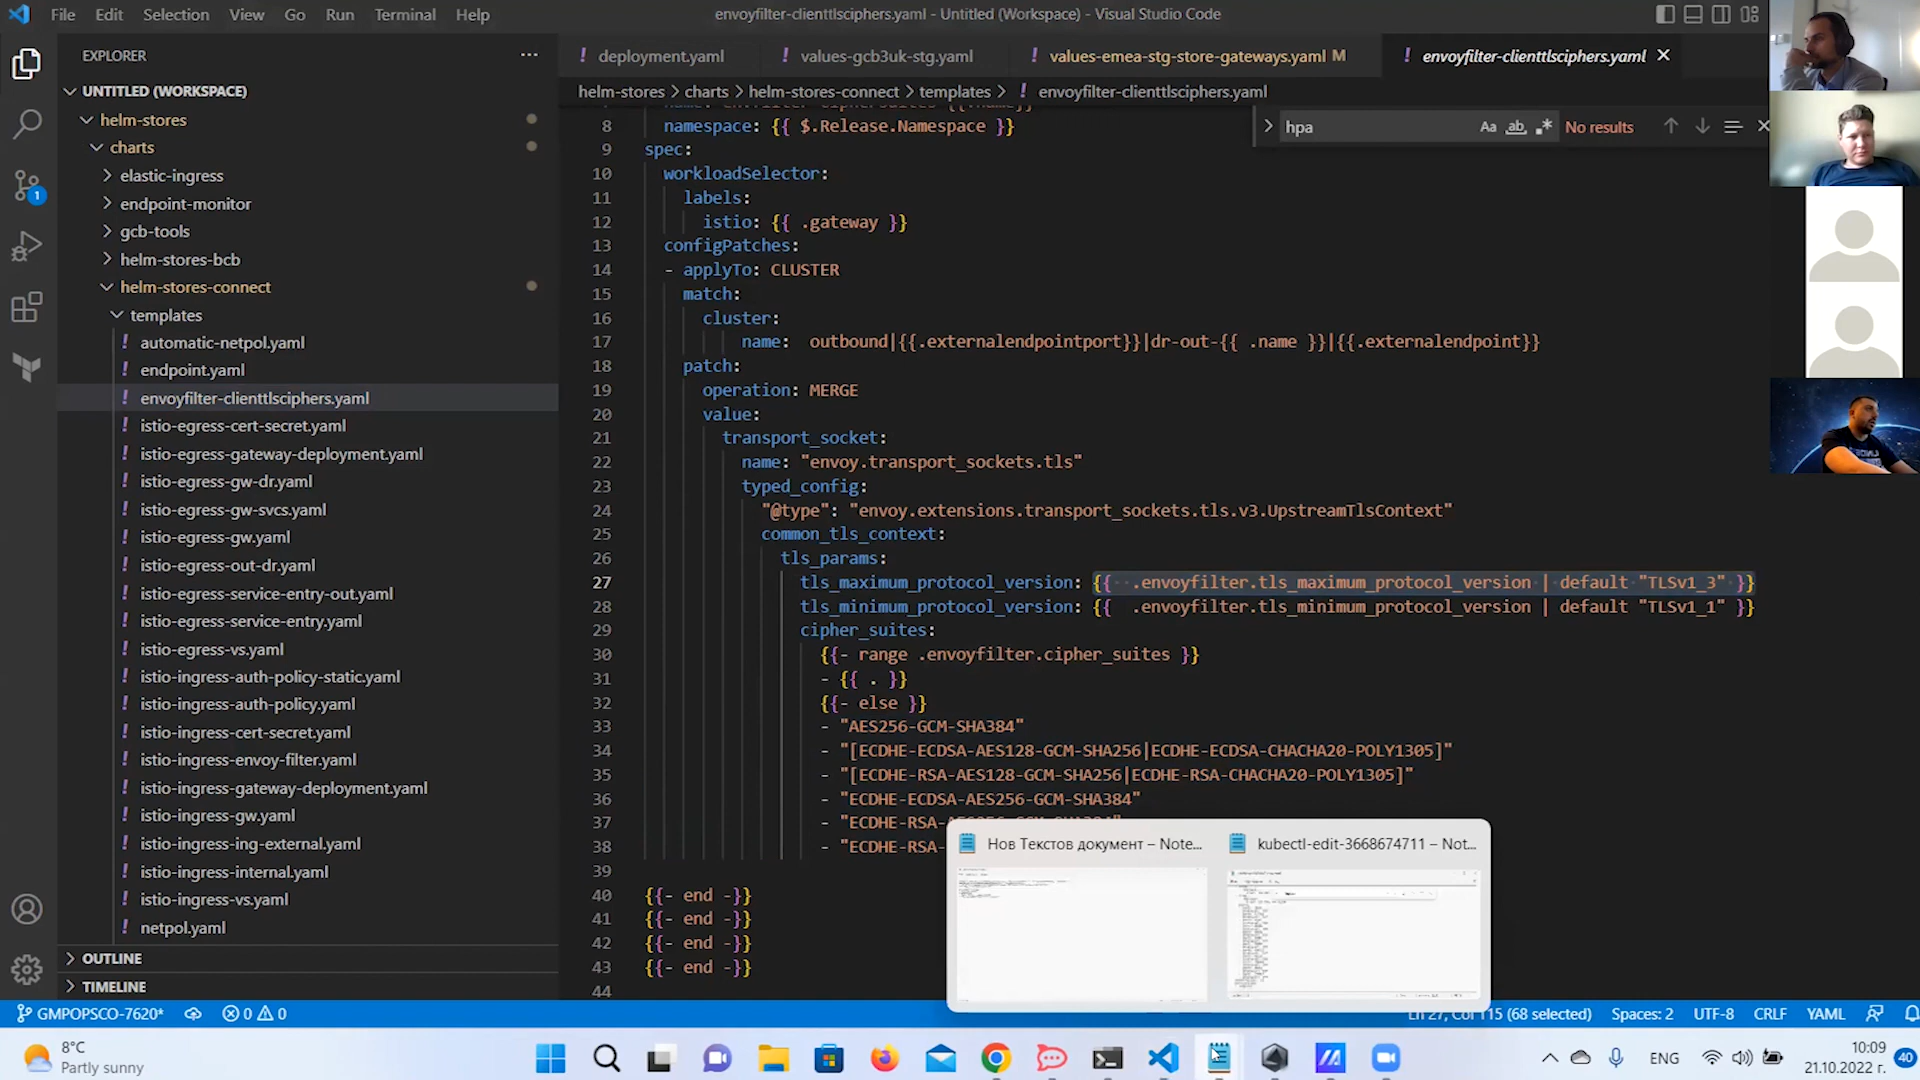 File Edit Selection View Go Run Terminal Help
envoyfilter-clienttlsciphers.yaml - Untitled (Workspace) - Visual Studio Code
EXPLORER
UNTITLED (WORKSPACE)
helm-stores
charts
elastic-ingress
endpoint-monitor
gcb-tools
helm-stores-bcb
helm-stores-connect
templates
automatic-netpol.yaml
endpoint.yaml
envoyfilter-clienttlsciphers.yaml
istio-egress-cert-secret.yaml
istio-egress-gateway-deployment.yaml
istio-egress-gw-dr.yaml
istio-egress-gw-svcs.yaml
istio-egress-gw.yaml
istio-egress-out-dr.yaml
istio-egress-service-entry-out.yaml
istio-egress-service-entry.yaml
istio-egress-vs.yaml
istio-ingress-auth-policy-static.yaml
istio-ingress-auth-policy.yaml
istio-ingress-cert-secret.yaml
istio-ingress-envoy-filter.yaml
istio-ingress-gateway-deployment.yaml
istio-ingress-gw.yaml
istio-ingress-ing-external.yaml
istio-ingress-internal.yaml
istio-ingress-vs.yaml
netpol.yaml
OUTLINE
TIMELINE
1
deployment.yaml values-gcb3uk-stg.yaml values-emea-stg-store-gateways.yaml M envoyfilter-clienttlsciphers.yaml
helm-stores > charts > helm-stores-connect > templates > ! envoyfilter-clienttlsciphers.yaml
hpa Aa ab No results
8 namespace: {{ $.Release.Namespace }}
9 spec:
10 workloadSelector:
11 labels:
12 istio: {{ .gateway }}
13 configPatches:
14 - applyTo: CLUSTER
15 match:
16 cluster:
17 name: outbound|{{.externalendpointport}}|dr-out-{{ .name }}|{{.externalendpoint}}
18 patch:
19 operation: MERGE
20 value:
21 transport_socket:
22 name: "envoy.transport_sockets.tls"
23 typed_config:
24 "@type": "envoy.extensions.transport_sockets.tls.v3.UpstreamTlsContext"
25 common_tls_context:
26 tls_params:
27 tls_maximum_protocol_version: {{ .envoyfilter.tls_maximum_protocol_version | default "TLSv1_3" }}
28 tls_minimum_protocol_version: {{ .envoyfilter.tls_minimum_protocol_version | default "TLSv1_1" }}
29 cipher_suites:
30 {{- range .envoyfilter.cipher_suites }}
31 - {{ . }}
32 {{- else }}
33 - "AES256-GCM-SHA384"
34 - "[ECDHE-ECDSA-AES128-GCM-SHA256|ECDHE-ECDSA-CHACHA20-POLY1305]"
35 - "[ECDHE-RSA-AES128-GCM-SHA256|ECDHE-RSA-CHACHA20-POLY1305]"
36 - "ECDHE-ECDSA-AES256-GCM-SHA384"
37 - "ECDHE-RSA-
38 - "ECDHE-RSA-
39
40 {{- end -}}
41 {{- end -}}
42 {{- end -}}
43 {{- end -}}
44
Нов Текстов документ – Note...
kubectl-edit-3668674711 – Not...
GMPOPSCO-7620* 0 0
Ln 27, Col 115 (68 selected) Spaces: 2 UTF-8 CRLF YAML
8°C
Partly sunny
ENG
10:09
21.10.2022 г.
40